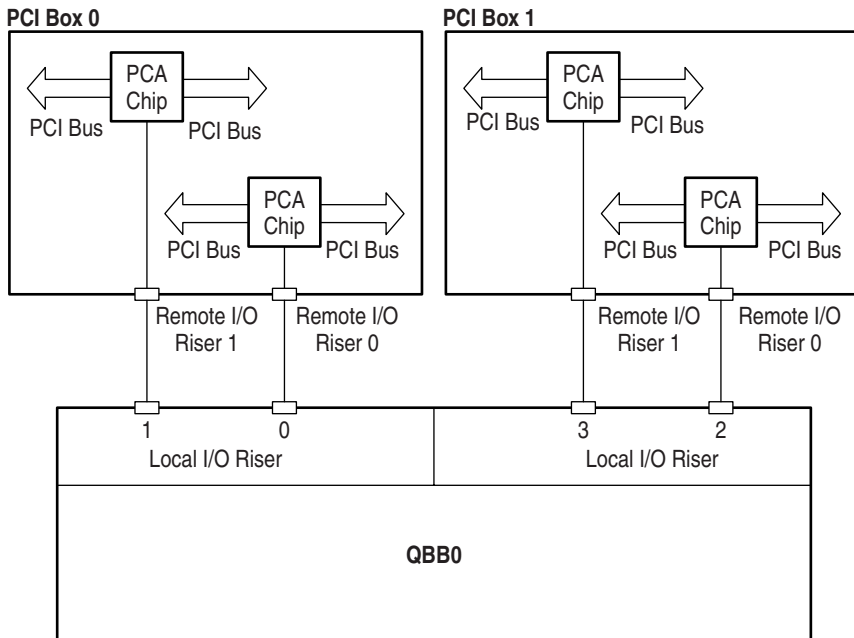 PCI Box 0
PCI Box 1
PCA
Chip
PCI Bus
PCI Bus
PCA
Chip
PCI Bus
PCI Bus
PCA
Chip
PCI Bus
PCI Bus
PCA
Chip
PCI Bus
PCI Bus
Remote I/O
Riser 1
Remote I/O
Riser 0
Remote I/O
Riser 1
Remote I/O
Riser 0
1
0
Local I/O Riser
3
2
Local I/O Riser
QBB0